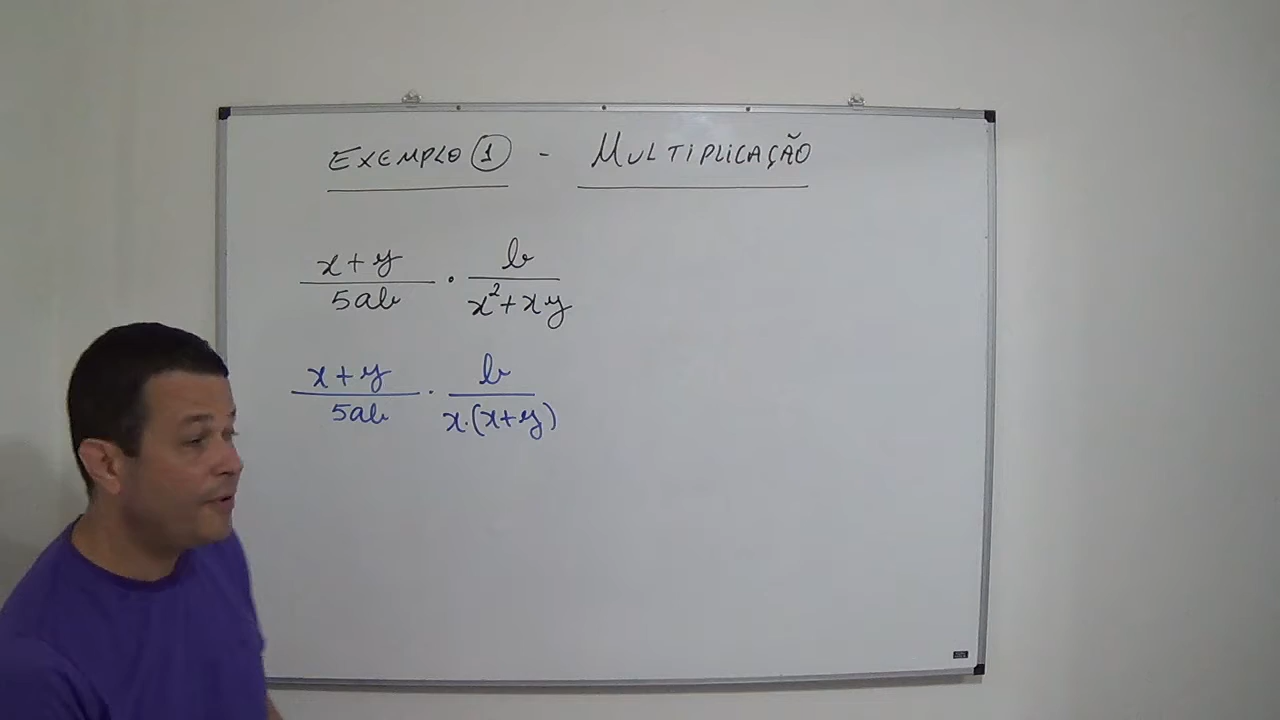 EXEMPLO 1 - MULTIPLICAÇÃO
x+y/5ab · b/x²+xy
x+y/5ab · b/x·(x+y)